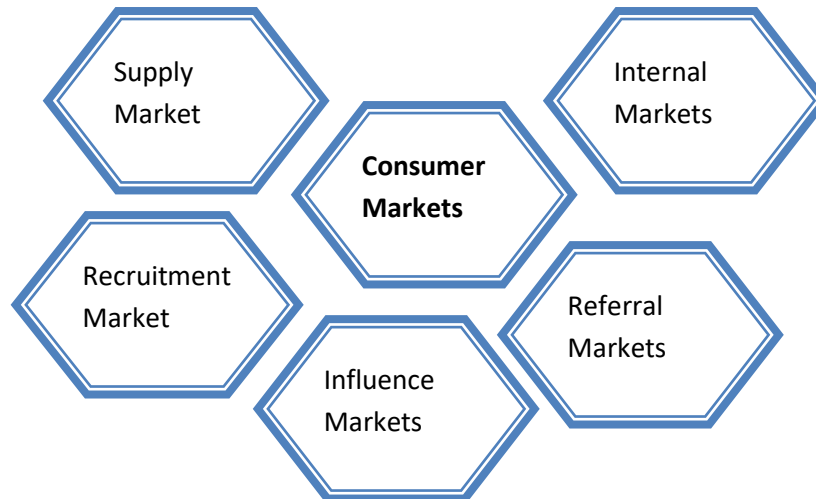 Supply
Market
Internal
Markets
Consumer
Markets
Recruitment
Market
Referral
Markets
Influence
Markets